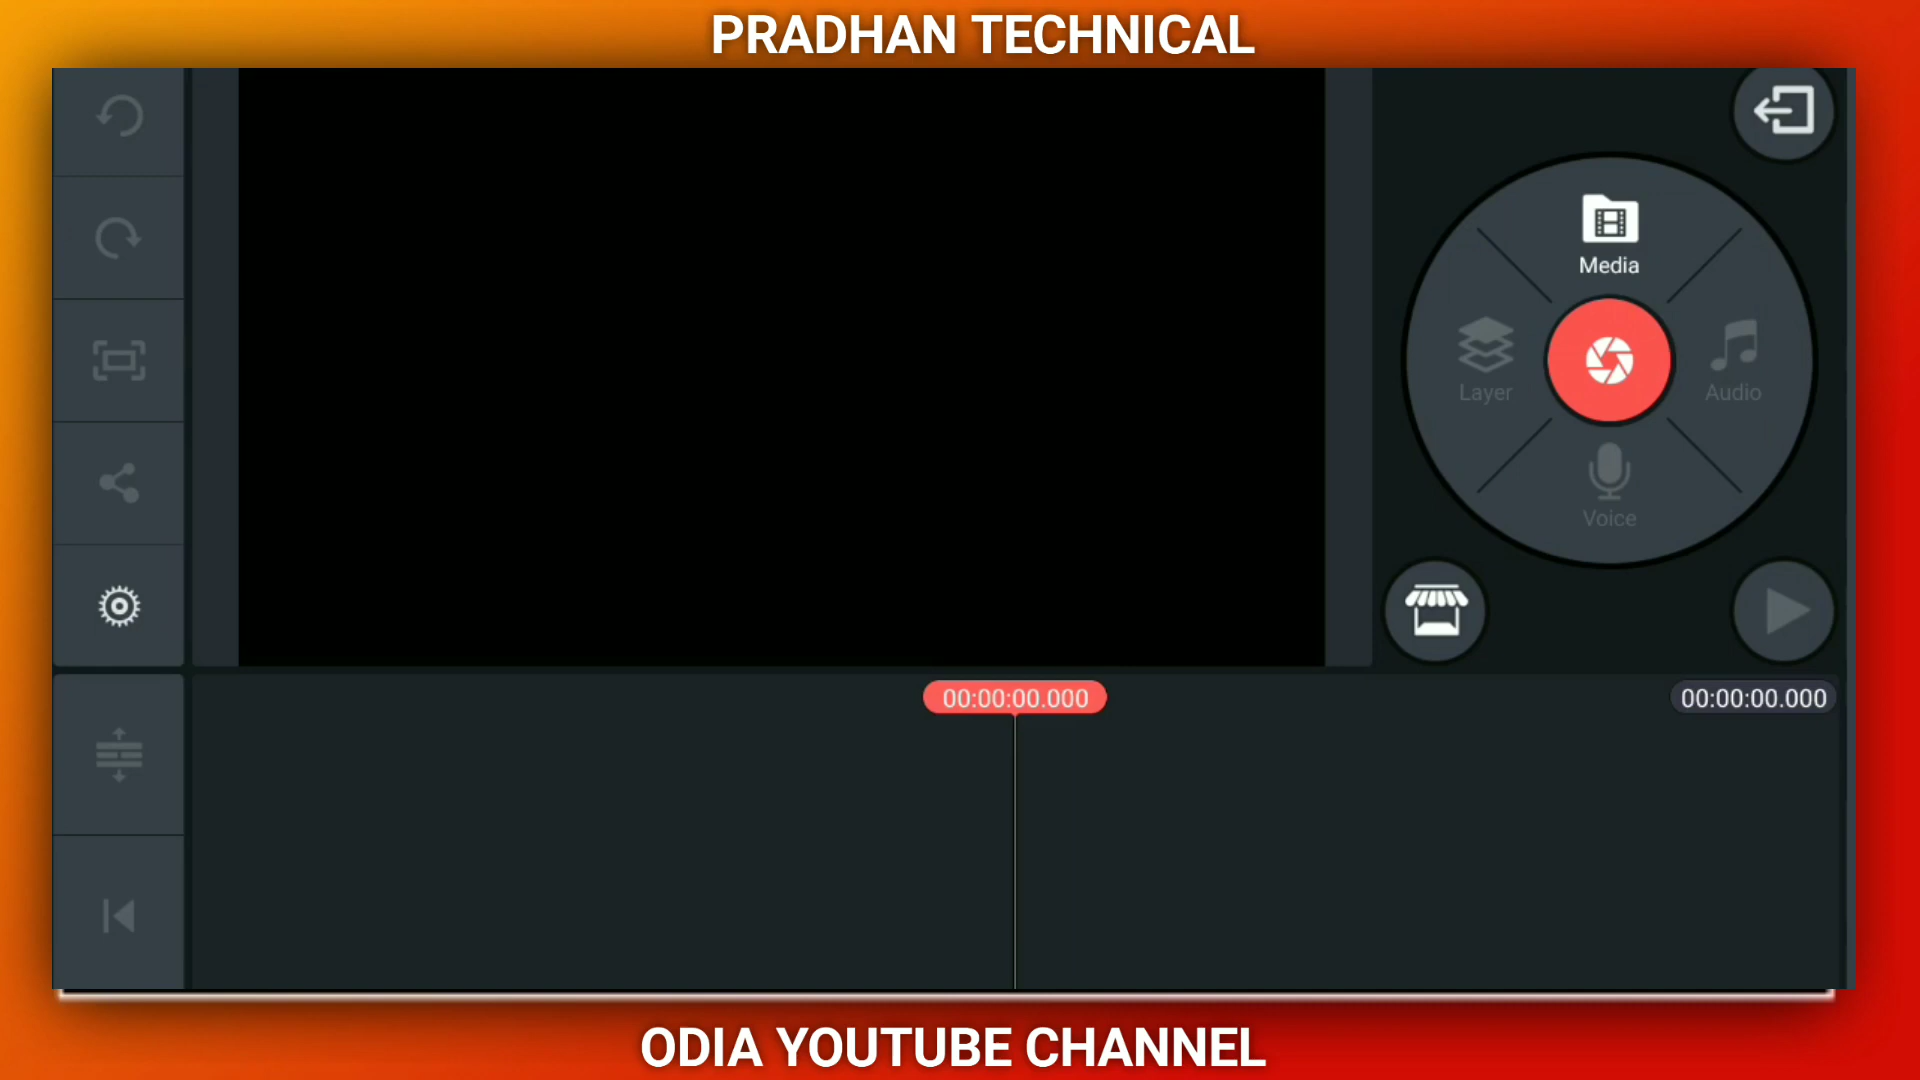 PRADHAN TECHNICAL
Media
Layer
Audio
Voice
00:00:00.000
00:00:00.000
ODIA YOUTUBE CHANNEL